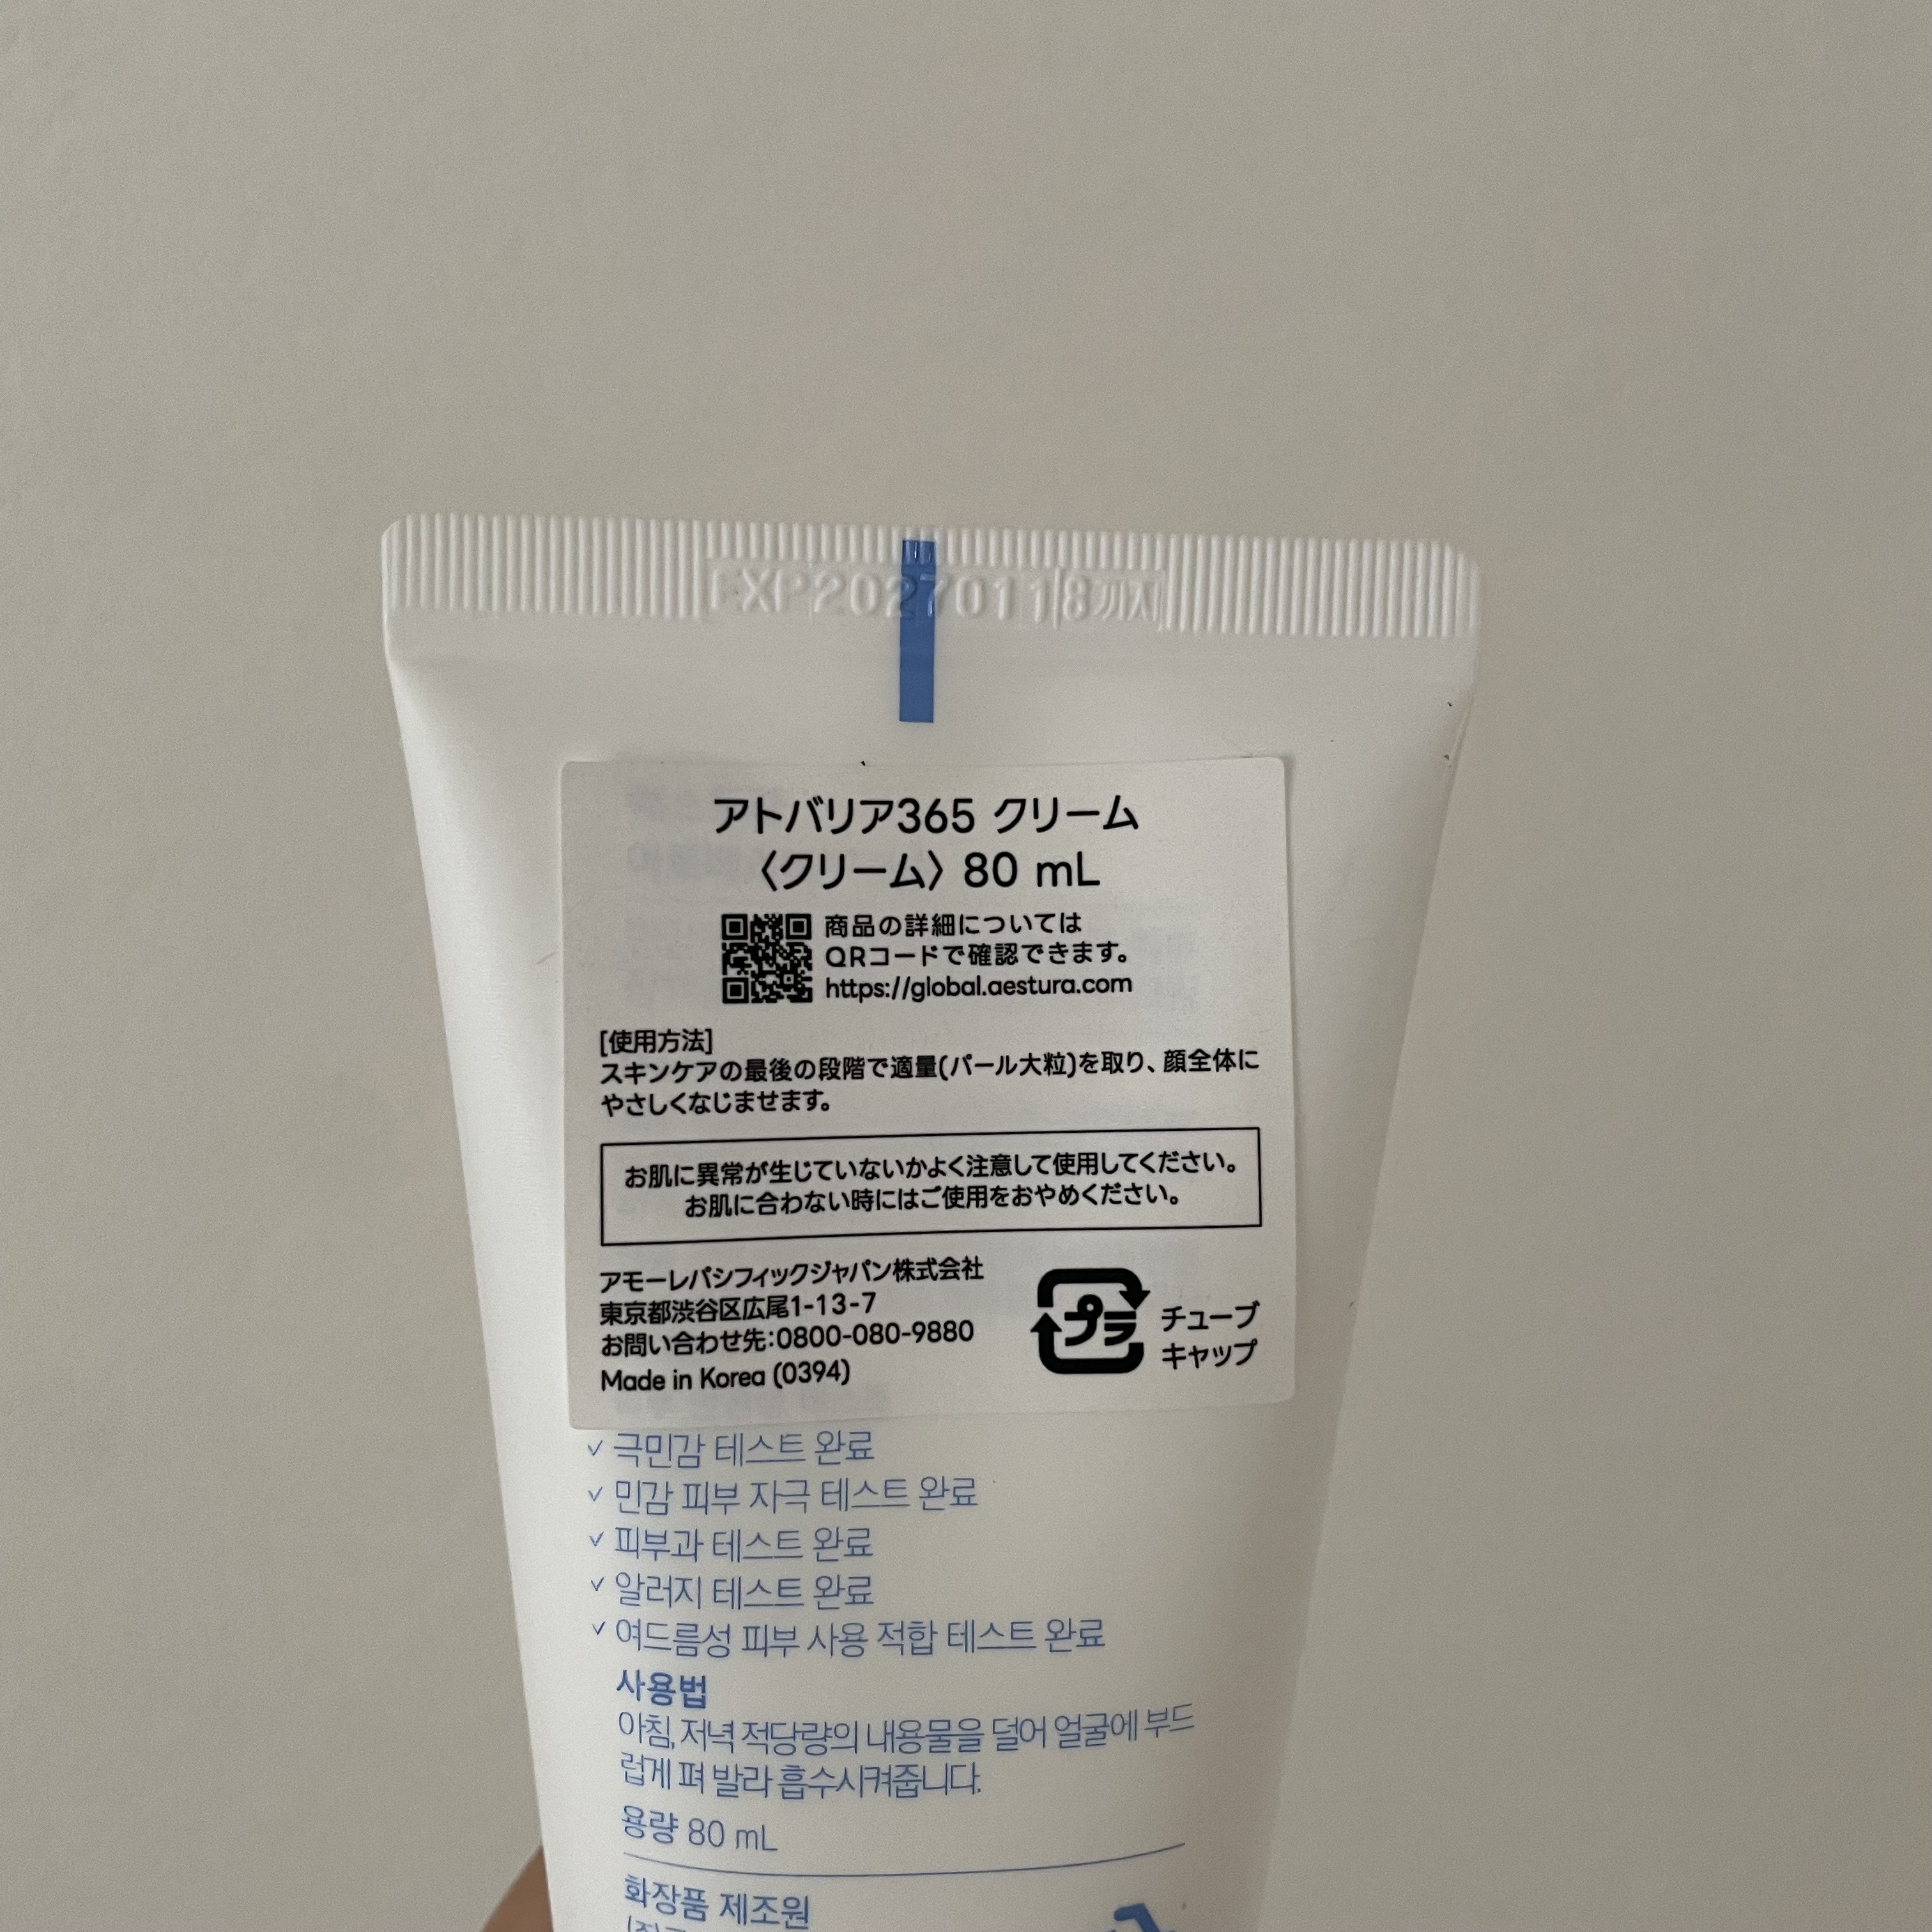 EXP20270118까지
アトバリア365 クリーム
〈クリーム〉 80 mL
商品の詳細については
QRコードで確認できます。
https://global.aestura.com
[使用方法]
スキンケアの最後の段階で適量(パール大粒)を取り、顔全体に
やさしくなじませます。
お肌に異常が生じていないかよく注意して使用してください。
お肌に合わない時にはご使用をおやめください。
アモーレパシフィックジャパン株式会社
東京都渋谷区広尾1-13-7
お問い合わせ先:0800-080-9880
Made in Korea (0394)
プラ
チューブ
キャップ
극민감 테스트 완료
민감 피부 자극 테스트 완료
피부과 테스트 완료
알러지 테스트 완료
여드름성 피부 사용 적합 테스트 완료
사용법
아침, 저녁 적당량의 내용물을 덜어 얼굴에 부드
럽게 펴 발라 흡수시켜줍니다.
용량 80 mL
화장품 제조원